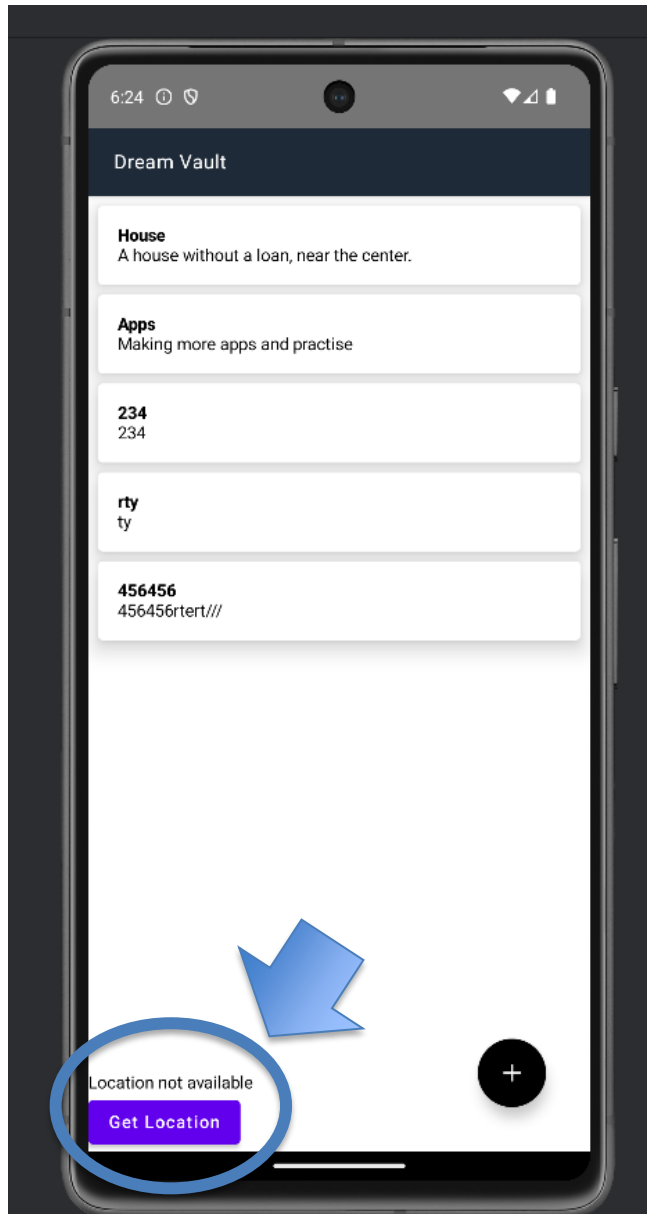 6:24
Dream Vault
House
A house without a loan, near the center.
Apps
Making more apps and practise
234
234
rty
ty
456456
456456rtert///
Location not available
+
Get Location